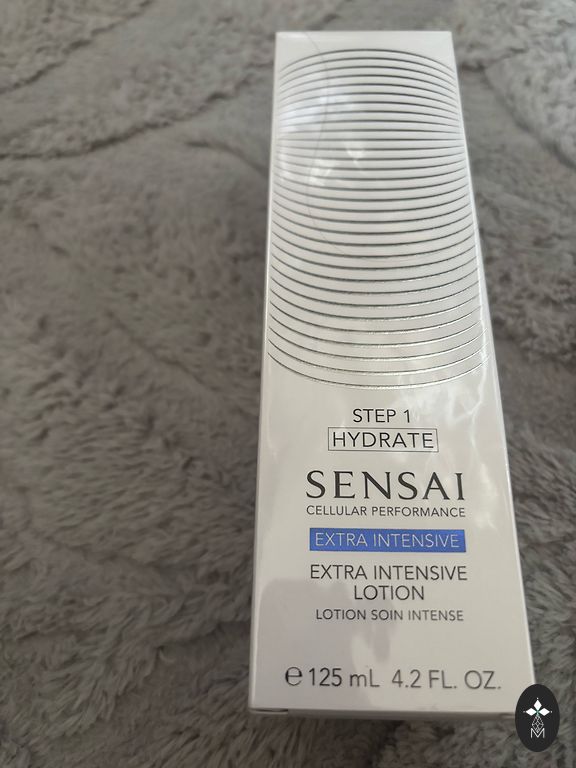 STEP 1
HYDRATE
SENSAI
CELLULAR PERFORMANCE
EXTRA INTENSIVE
EXTRA INTENSIVE
LOTION
LOTION SOIN INTENSE
℮ 125 mL 4.2 FL. OZ.
M